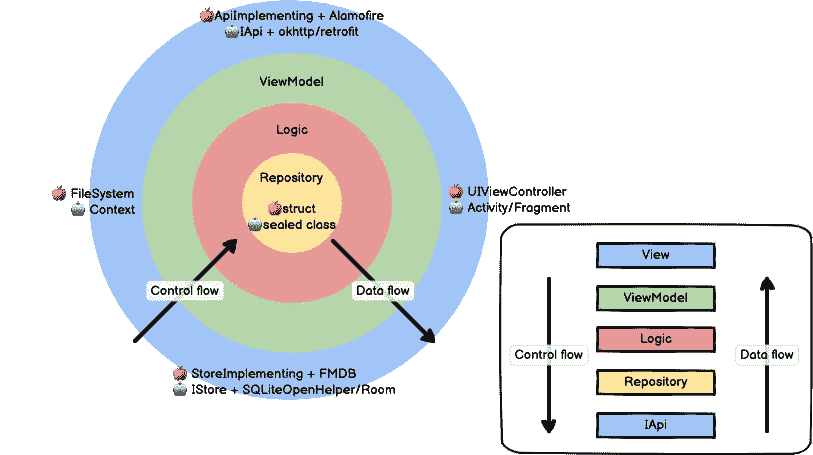 ApiImplementing + Alamofire
IApi + okhttp/retrofit
ViewModel
Logic
Repository
struct
sealed class
FileSystem
Context
UIViewController
Activity/Fragment
Control flow
Data flow
StoreImplementing + FMDB
IStore + SQLiteOpenHelper/Room
View
ViewModel
Logic
Control flow
Data flow
Repository
IApi